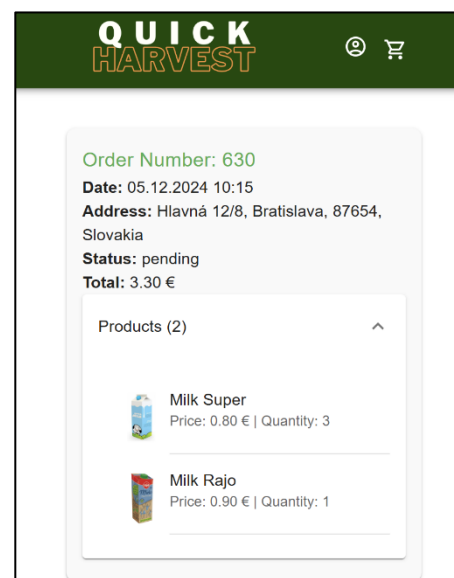 QUICK
HARVEST
Order Number: 630
Date: 05.12.2024 10:15
Address: Hlavná 12/8, Bratislava, 87654,
Slovakia
Status: pending
Total: 3.30 €
Products (2)
Milk Super
Price: 0.80 € | Quantity: 3
Milk Rajo
Price: 0.90 € | Quantity: 1